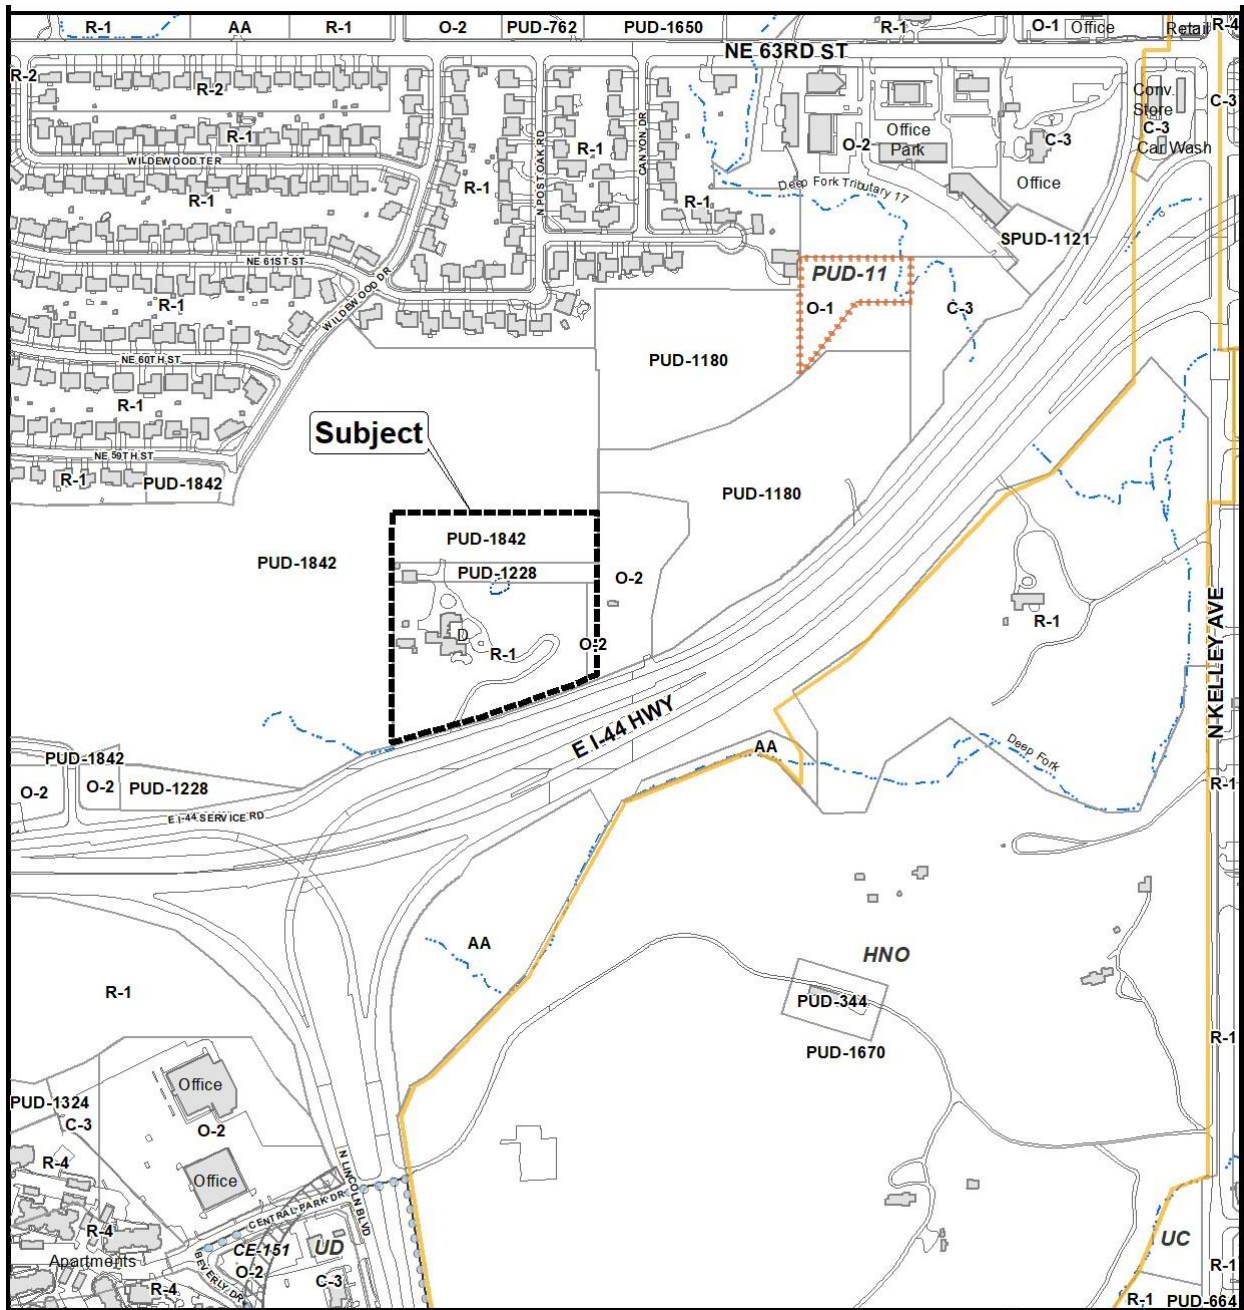 R-1
AA
R-1
O-2
PUD-762
PUD-1650
R-1
O-1
Office
Retail
R-4
NE 63RD ST
R-2
R-2
C-3
Conv.
Store
C-3
Car Wash
R-1
WILDEWOOD TER
R-1
R-1
N POST OAK RD
R-1
CANYON DR
R-1
Office
Park
O-2
C-3
Office
Deep Fork Tributary 17
SPUD-1121
NE 61ST ST
WILDEWOOD DR
R-1
PUD-11
O-1
C-3
NE 60TH ST
PUD-1180
R-1
Subject
NE 59TH ST
R-1
PUD-1842
PUD-1180
PUD-1842
PUD-1842
PUD-1228
O-2
D
R-1
O-2
R-1
N KELLEY AVE
E I-44 HWY
AA
Deep Fork
PUD-1842
O-2
O-2
PUD-1228
R-1
E I-44 SERVICE RD
AA
HNO
R-1
PUD-344
PUD-1670
R-1
Office
PUD-1324
C-3
O-2
R-4
Office
N LINCOLN BLVD
CENTRAL PARK DR
R-4
Apartments
CE-151
UD
O-2
BEVERLY DR
R-4
C-3
UC
R-1
R-1
PUD-664